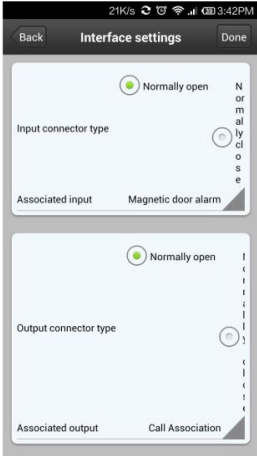 21K/s 3:42PM
Back Interface settings Done
Normally open
N
or
m
al
ly
cl
o
s
e
Input connector type
Associated input Magnetic door alarm
Normally open
Output connector type
Associated output Call Association